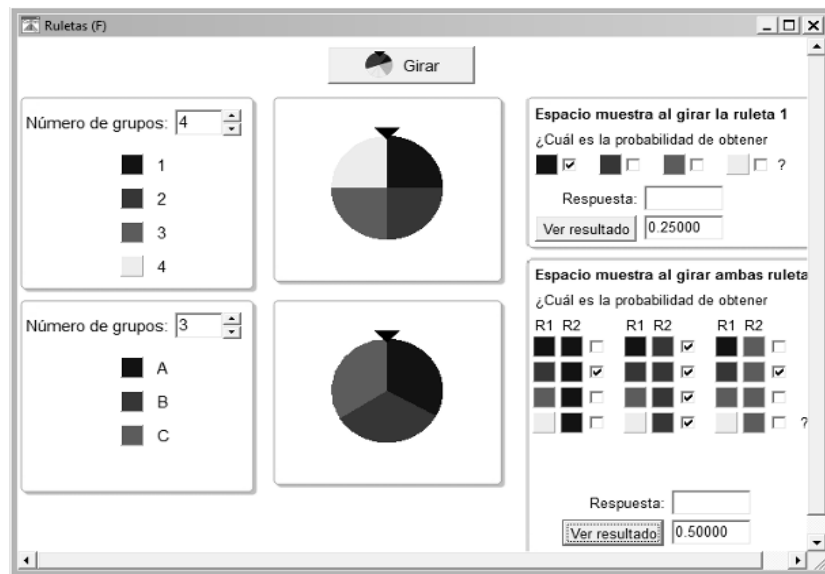 Ruletas (F)
Girar
Número de grupos: 4
1
2
3
4
Número de grupos: 3
A
B
C
Espacio muestra al girar la ruleta 1
¿Cuál es la probabilidad de obtener
?
Respuesta:
Ver resultado 0.25000
Espacio muestra al girar ambas ruleta
¿Cuál es la probabilidad de obtener
R1 R2 R1 R2 R1 R2
?
Respuesta:
Ver resultado 0.50000